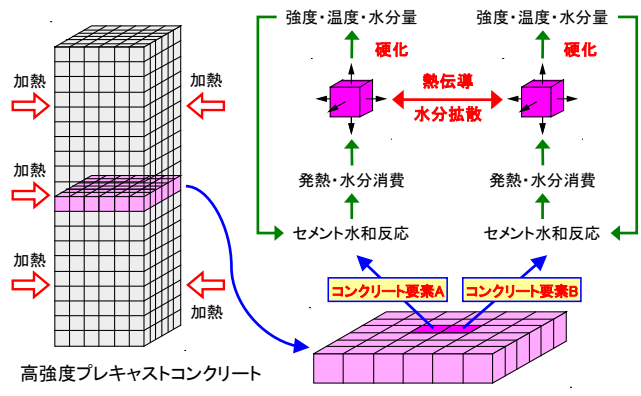 強度・温度・水分量
強度・温度・水分量
硬化
硬化
加熱
加熱
熱伝導
水分拡散
加熱
発熱・水分消費
発熱・水分消費
セメント水和反応
セメント水和反応
加熱
加熱
コンクリート要素A
コンクリート要素B
高強度プレキャストコンクリート